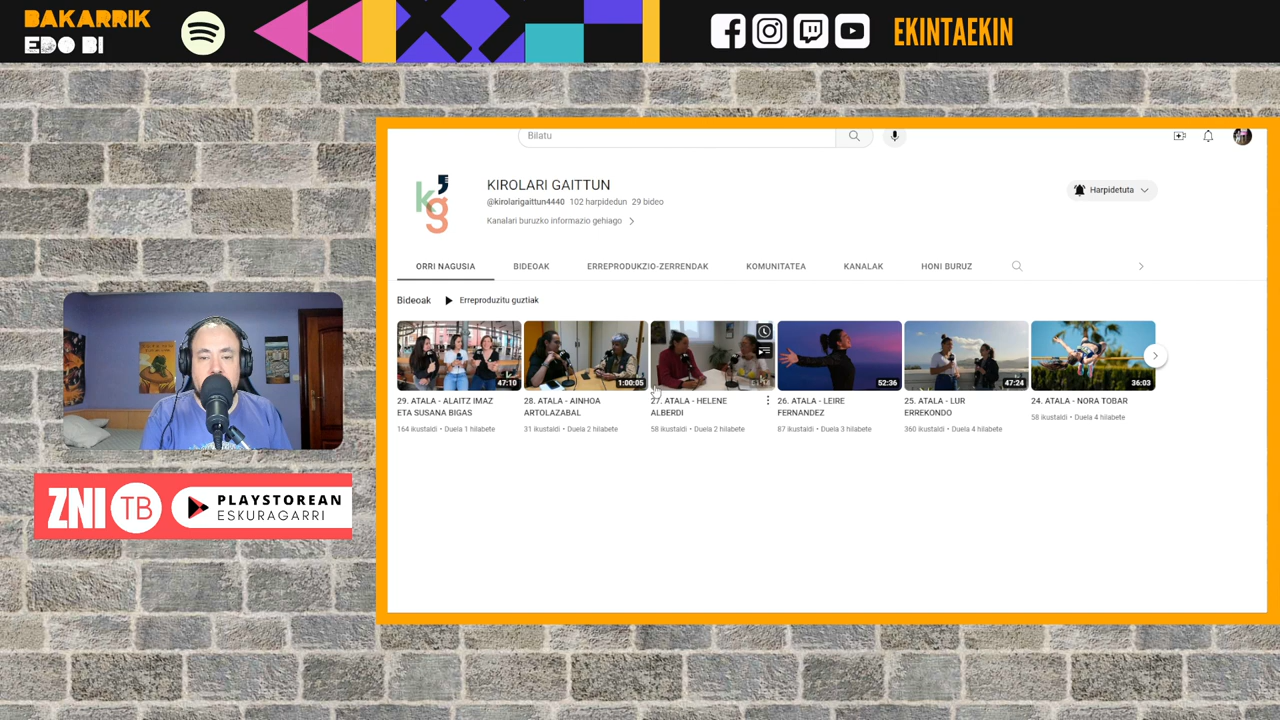 BAKARRIK
EDO BI
EKINTAEKIN
Bilatu
k'g
KIROLARI GAITTUN
@kirolarigaittun4440 102 harpidedun 29 bideo
Kanalari buruzko informazio gehiago
Harpidetuta
ORRI NAGUSIA BIDEOAK ERREPRODUKZIO-ZERRENDAK KOMUNITATEA KANALAK HONI BURUZ
Bideoak Erreproduzitu guztiak
47:10 1:00:05 52:36 47:24 36:03
29. ATALA - ALAITZ IMAZ
ETA SUSANA BIGAS
164 ikustaldi • Duela 1 hilabete
28. ATALA - AINHOA
ARTOLAZABAL
31 ikustaldi • Duela 2 hilabete
27. ATALA - HELENE
ALBERDI
58 ikustaldi • Duela 2 hilabete
26. ATALA - LEIRE
FERNANDEZ
87 ikustaldi • Duela 3 hilabete
25. ATALA - LUR
ERREKONDO
360 ikustaldi • Duela 4 hilabete
24. ATALA - NORA TOBAR
58 ikustaldi • Duela 4 hilabete
ZNI TB PLAYSTOREAN
ESKURAGARRI